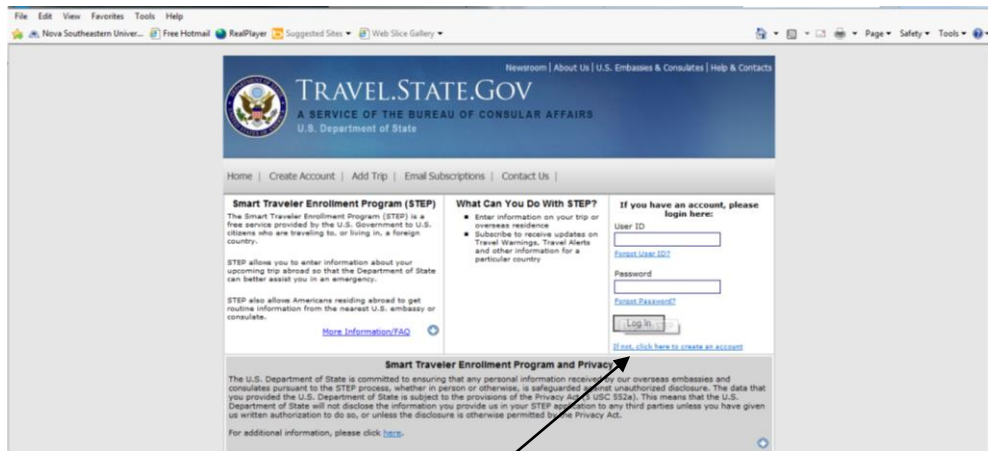 File Edit View Favorites Tools Help
Nova Southeastern Univer... Free Hotmail RealPlayer Suggested Sites Web Slice Gallery Page Safety Tools
Newsroom | About Us | U.S. Embassies & Consulates | Help & Contacts
TRAVEL.STATE.GOV
A SERVICE OF THE BUREAU OF CONSULAR AFFAIRS
U.S. Department of State
Home | Create Account | Add Trip | Email Subscriptions | Contact Us |
Smart Traveler Enrollment Program (STEP)
The Smart Traveler Enrollment Program (STEP) is a
free service provided by the U.S. Government to U.S.
citizens who are traveling to, or living in, a foreign
country.
STEP allows you to enter information about your
upcoming trip abroad so that the Department of State
can better assist you in an emergency.
STEP also allows Americans residing abroad to get
routine information from the nearest U.S. embassy or
consulate.
More Information/FAQ
What Can You Do With STEP?
Enter information on your trip or
overseas residence
Subscribe to receive updates on
Travel Warnings, Travel Alerts
and other information for a
particular country
If you have an account, please
login here:
User ID
Forgot User ID?
Password
Forgot Password?
Log In
If not, click here to create an account
Smart Traveler Enrollment Program and Privacy
The U.S. Department of State is committed to ensuring that any personal information received by our overseas embassies and
consulates pursuant to the STEP process, whether in person or otherwise, is safeguarded against unauthorized disclosure. The data that
you provided the U.S. Department of State is subject to the provisions of the Privacy Act (5 USC 552a). This means that the U.S.
Department of State will not disclose the information you provide us in your STEP application to any third parties unless you have given
us written authorization to do so, or unless the disclosure is otherwise permitted by the Privacy Act.
For additional information, please click here.